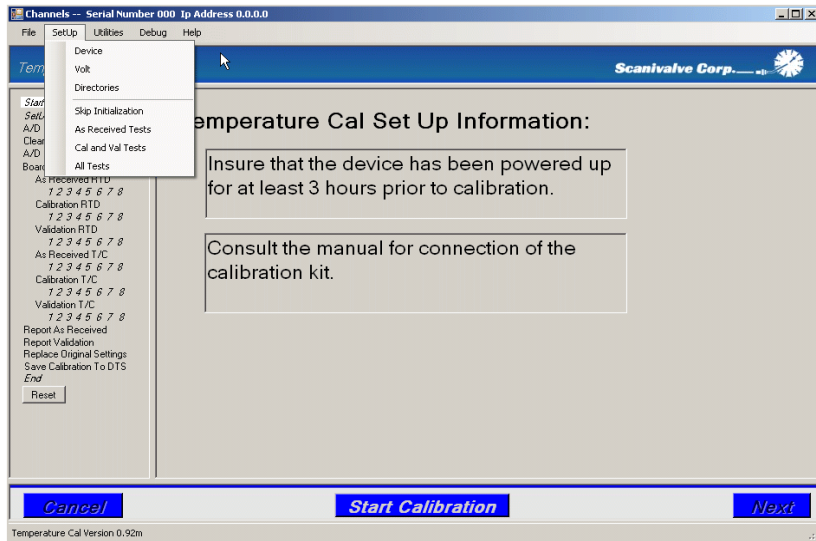 Channels -- Serial Number 000 Ip Address 0.0.0.0
File SetUp Utilities Debug Help
Device
Volt
Directories
Skip Initialization
As Received Tests
Cal and Val Tests
All Tests
Scanivalve Corp.
Start
A/D
A/D
As Received RTD
1 2 3 4 5 6 7 8
Calibration RTD
1 2 3 4 5 6 7 8
Validation RTD
1 2 3 4 5 6 7 8
As Received T/C
1 2 3 4 5 6 7 8
Calibration T/C
1 2 3 4 5 6 7 8
Validation T/C
1 2 3 4 5 6 7 8
Report As Received
Report Validation
Replace Original Settings
Save Calibration To DTS
End
Reset
emperature Cal Set Up Information:
Insure that the device has been powered up
for at least 3 hours prior to calibration.
Consult the manual for connection of the
calibration kit.
Cancel Start Calibration Next
Temperature Cal Version 0.92m